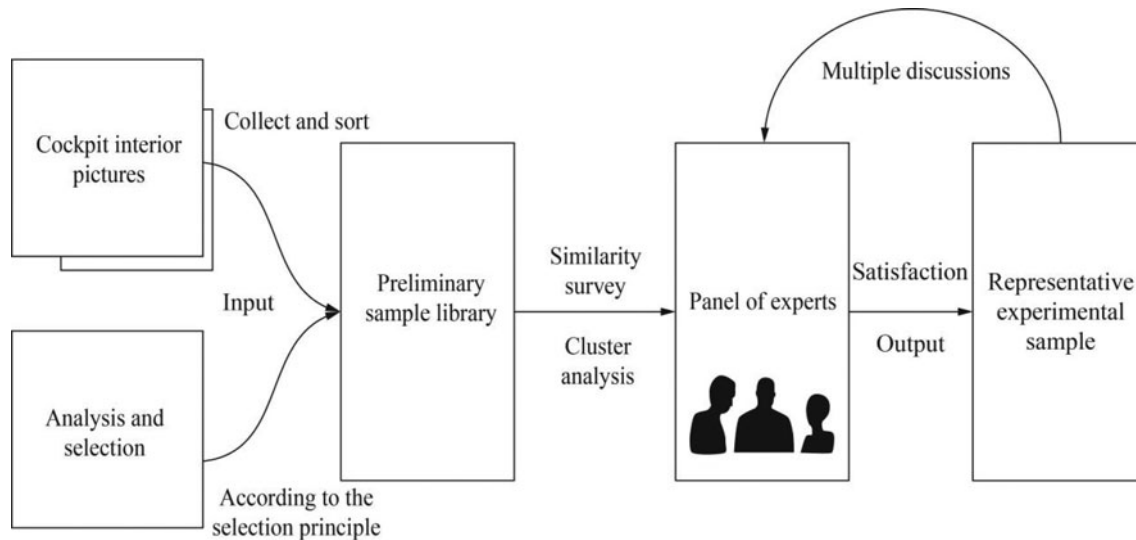 Cockpit interior
pictures
Collect and sort
Input
Analysis and
selection
According to the
selection principle
Preliminary
sample library
Similarity
survey
Cluster
analysis
Panel of experts
Multiple discussions
Satisfaction
Output
Representative
experimental
sample